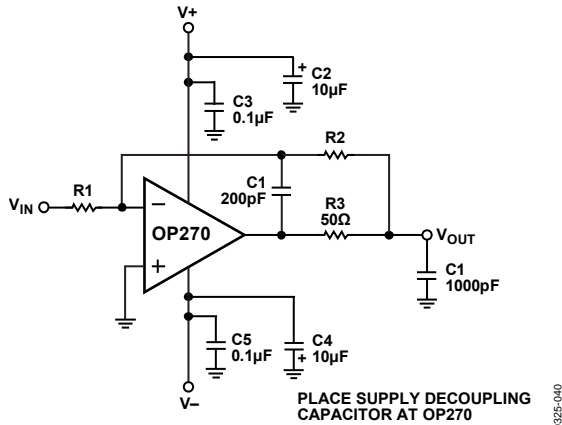 V+
C2
10µF
+
C3
0.1µF
R2
R1
C1
200pF
R3
50Ω
VIN
−
OP270
+
VOUT
C1
1000pF
C5
0.1µF
C4
10µF
+
V−
PLACE SUPPLY DECOUPLING
CAPACITOR AT OP270
325-040